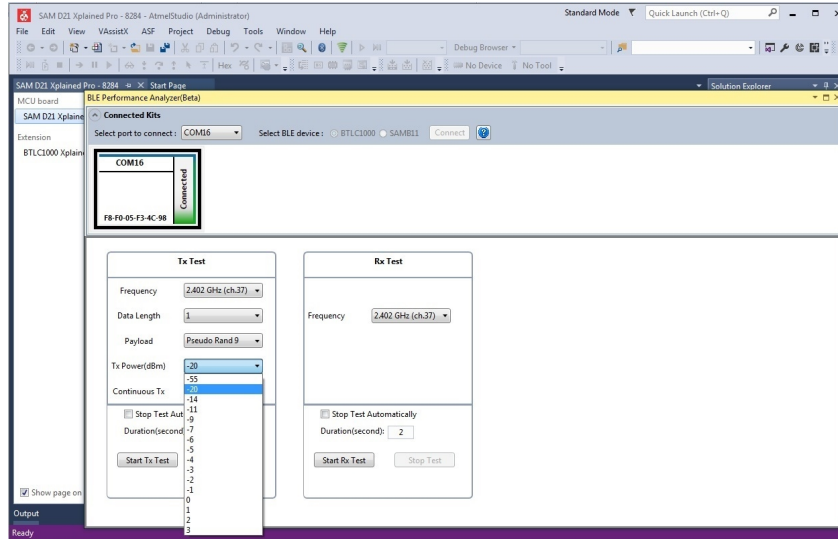 SAM D21 Xplained Pro - 8284 - AtmelStudio (Administrator)
Standard Mode
Quick Launch (Ctrl+Q)
File Edit View VAssistX ASF Project Debug Tools Window Help
Debug Browser
Hex
No Device
No Tool
SAM D21 Xplained Pro - 8284
Start Page
Solution Explorer
MCU board
BLE Performance Analyzer(Beta)
SAM D21 Xplaine
Connected Kits
Select port to connect : COM16
Select BLE device : BTLC1000 SAMB11 Connect
Extension
BTLC1000 Xplain
COM16
Connected
F8-F0-05-F3-4C-98
Tx Test
Frequency 2.402 GHz (ch.37)
Data Length 1
Payload Pseudo Rand 9
Tx Power(dBm) -20
Continuous Tx
-55
-20
-14
-11
-9
-7
-6
-5
-4
-3
-2
-1
0
1
2
3
Stop Test Aut
Duration(second
Start Tx Test
Rx Test
Frequency 2.402 GHz (ch.37)
Stop Test Automatically
Duration(second): 2
Start Rx Test
Stop Test
Show page on
Output
Ready